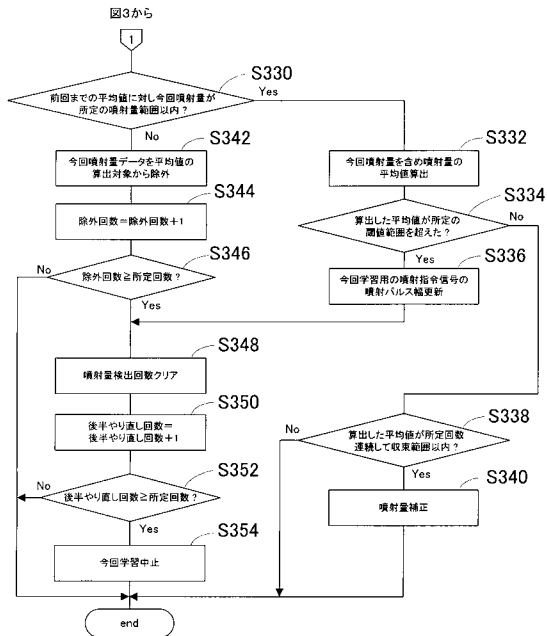 図3から
1
S330
前回までの平均値に対し今回噴射量が
所定の噴射量範囲以内?
Yes
No
S342
今回噴射量データを平均値の
算出対象から除外
S332
今回噴射量を含め噴射量の
平均値算出
S344
除外回数=除外回数+1
S334
算出した平均値が所定の
閾値範囲を超えた?
No
Yes
S346
除外回数≧所定回数?
No
Yes
S336
今回学習用の噴射指令信号の
噴射パルス幅更新
S348
噴射量検出回数クリア
S350
後半やり直し回数=
後半やり直し回数+1
S338
算出した平均値が所定回数
連続して収束範囲以内?
No
Yes
S352
後半やり直し回数≧所定回数?
No
Yes
S340
噴射量補正
S354
今回学習中止
end